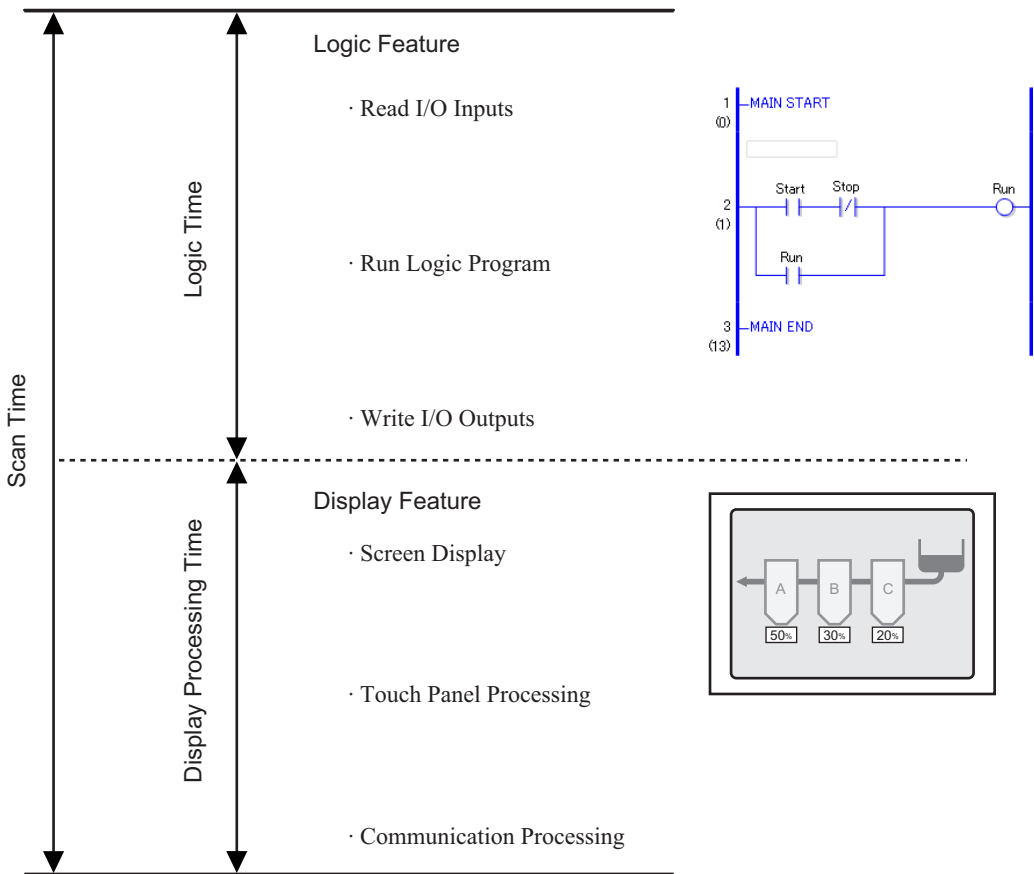 Scan Time
Logic Time
Logic Feature
· Read I/O Inputs
· Run Logic Program
· Write I/O Outputs
1
(0)
MAIN START
Start
Stop
Run
2
(1)
Run
3
(13)
MAIN END
Display Processing Time
Display Feature
· Screen Display
· Touch Panel Processing
· Communication Processing
A
B
C
50%
30%
20%